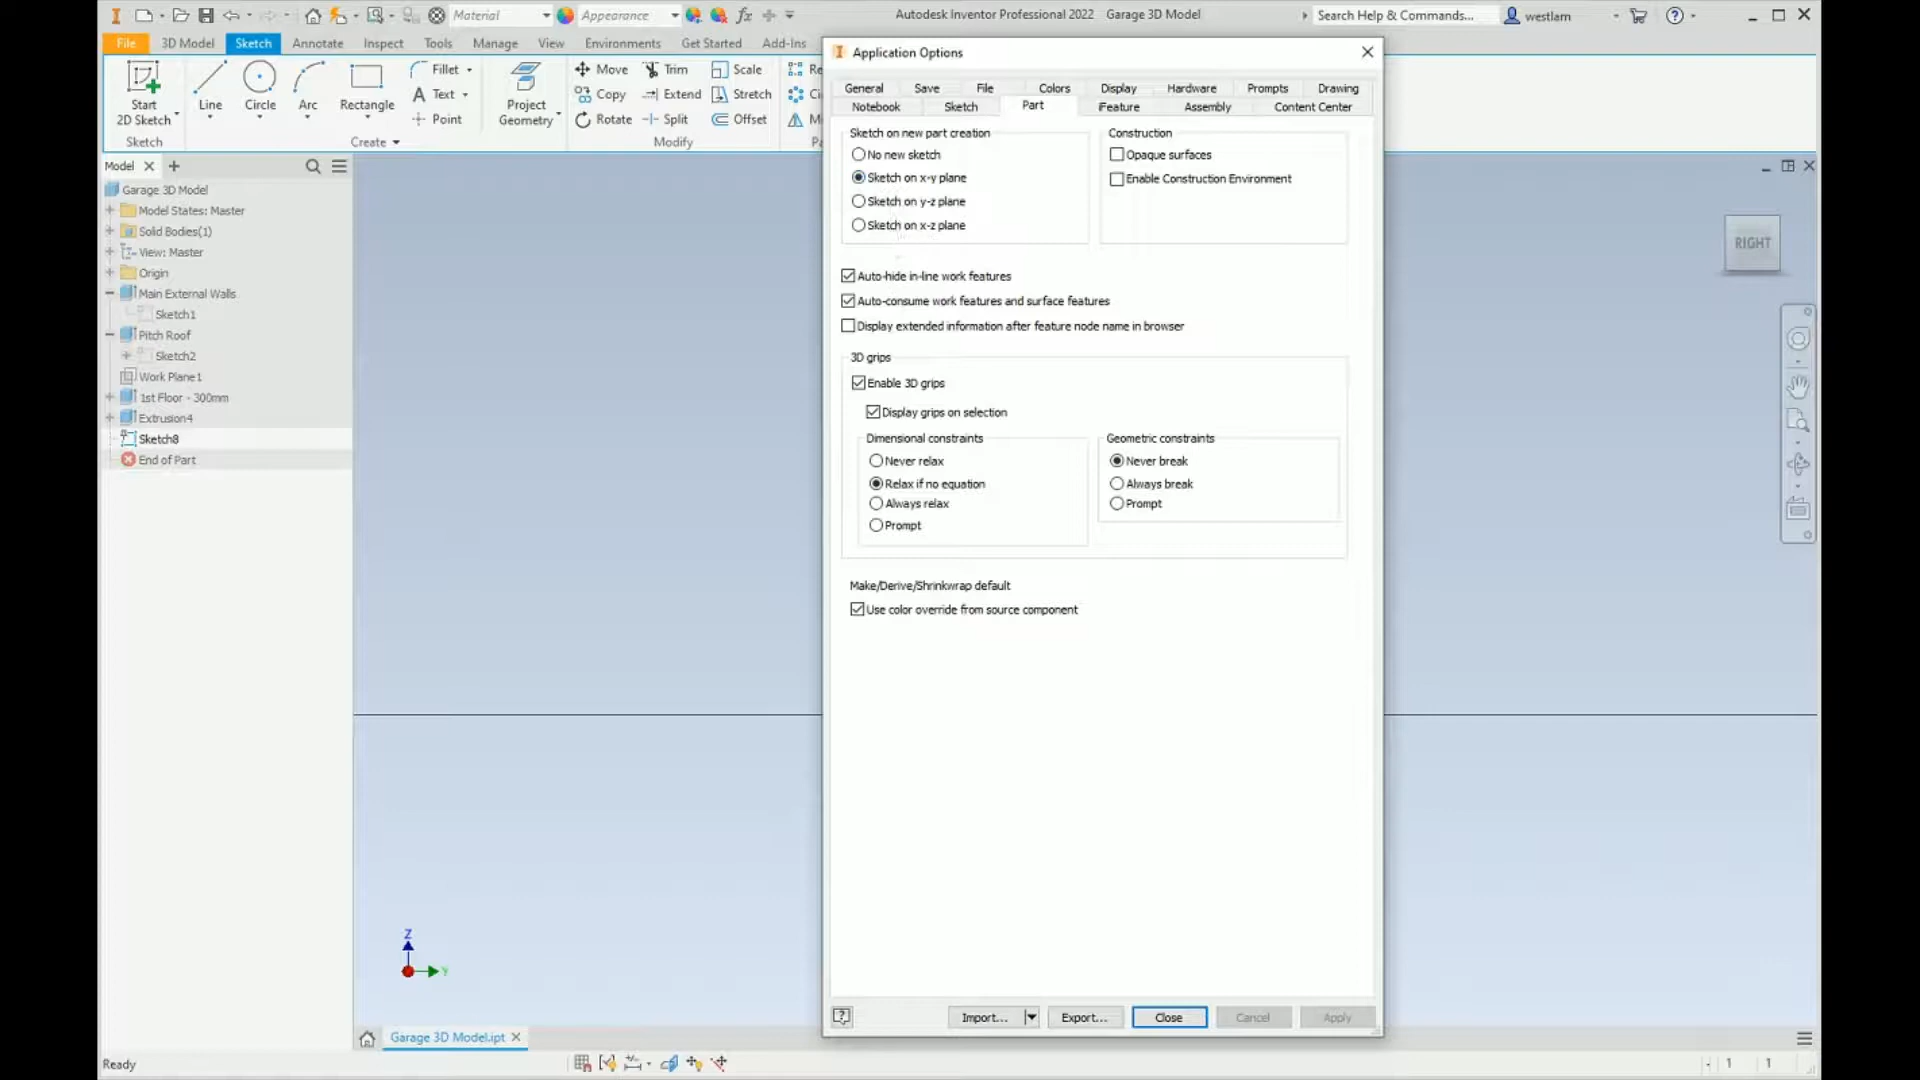 Material
Appearance
Autodesk Inventor Professional 2022 Garage 3D Model
Search Help & Commands...
westlam
File 3D Model Sketch Annotate Inspect Tools Manage View Environments Get Started Add-Ins
Start
2D Sketch
Line
Circle
Arc
Rectangle
Fillet
Text
Point
Project
Geometry
Move
Copy
Rotate
Trim
Extend
Split
Scale
Stretch
Offset
Sketch
Create
Modify
Model
Garage 3D Model
Model States: Master
Solid Bodies(1)
View: Master
Origin
Main External Walls
Sketch1
Pitch Roof
Sketch2
Work Plane1
1st Floor - 300mm
Extrusion4
Sketch8
End of Part
Application Options
General Save File Colors Display Hardware Prompts Drawing
Notebook Sketch Part iFeature Assembly Content Center
Sketch on new part creation
No new sketch
Sketch on x-y plane
Sketch on y-z plane
Sketch on x-z plane
Construction
Opaque surfaces
Enable Construction Environment
Auto-hide in-line work features
Auto-consume work features and surface features
Display extended information after feature node name in browser
3D grips
Enable 3D grips
Display grips on selection
Dimensional constraints
Never relax
Relax if no equation
Always relax
Prompt
Geometric constraints
Never break
Always break
Prompt
Make/Derive/Shrinkwrap default
Use color override from source component
Import... Export... Close Cancel Apply
RIGHT
Z
Y
Garage 3D Model.ipt
Ready
1 1